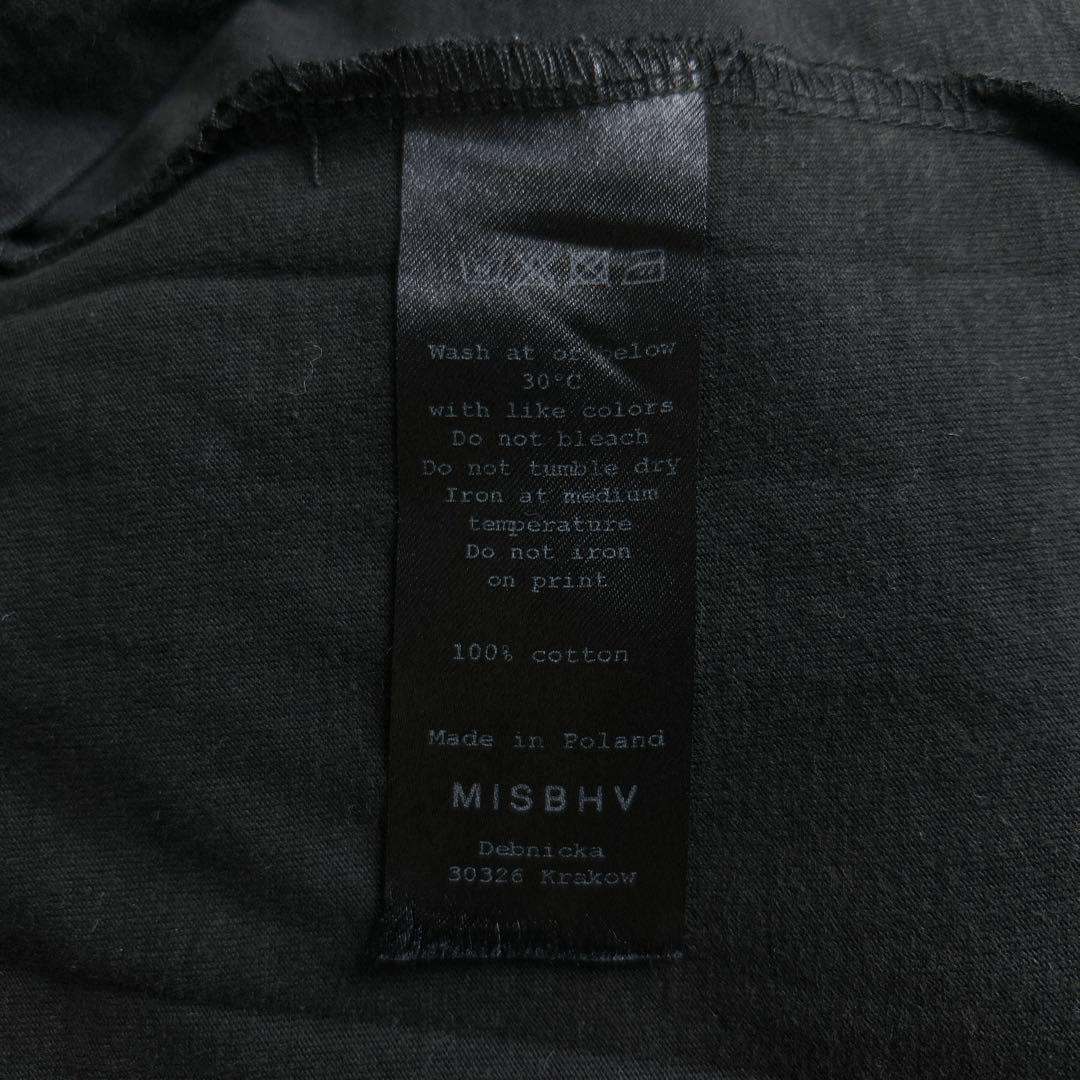 Wash at or below
30°C
with like colors
Do not bleach
Do not tumble dry
Iron at medium
temperature
Do not iron
on print
100% cotton
Made in Poland
MISBHV
Debnicka
30326 Krakow